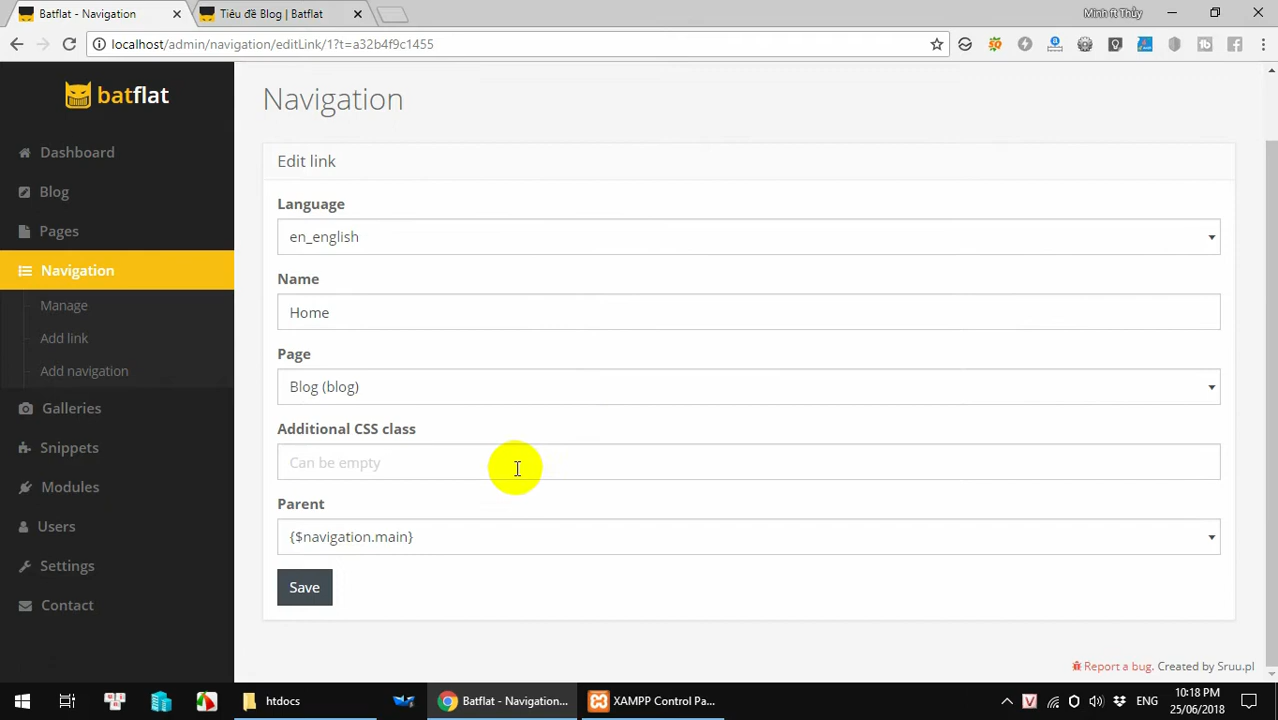 Batflat - Navigation
Tiêu đề Blog | Batflat
Minh ft Thủy
localhost/admin/navigation/editLink/1?t=a32b4f9c1455
batflat
Navigation
Dashboard
Edit link
Blog
Language
Pages
en_english
Navigation
Name
Manage
Home
Add link
Page
Add navigation
Blog (blog)
Galleries
Additional CSS class
Snippets
Can be empty
Modules
Parent
Users
{$navigation.main}
Settings
Save
Contact
Report a bug. Created by Sruu.pl
htdocs
Batflat - Navigation...
XAMPP Control Pa...
ENG
10:18 PM
25/06/2018